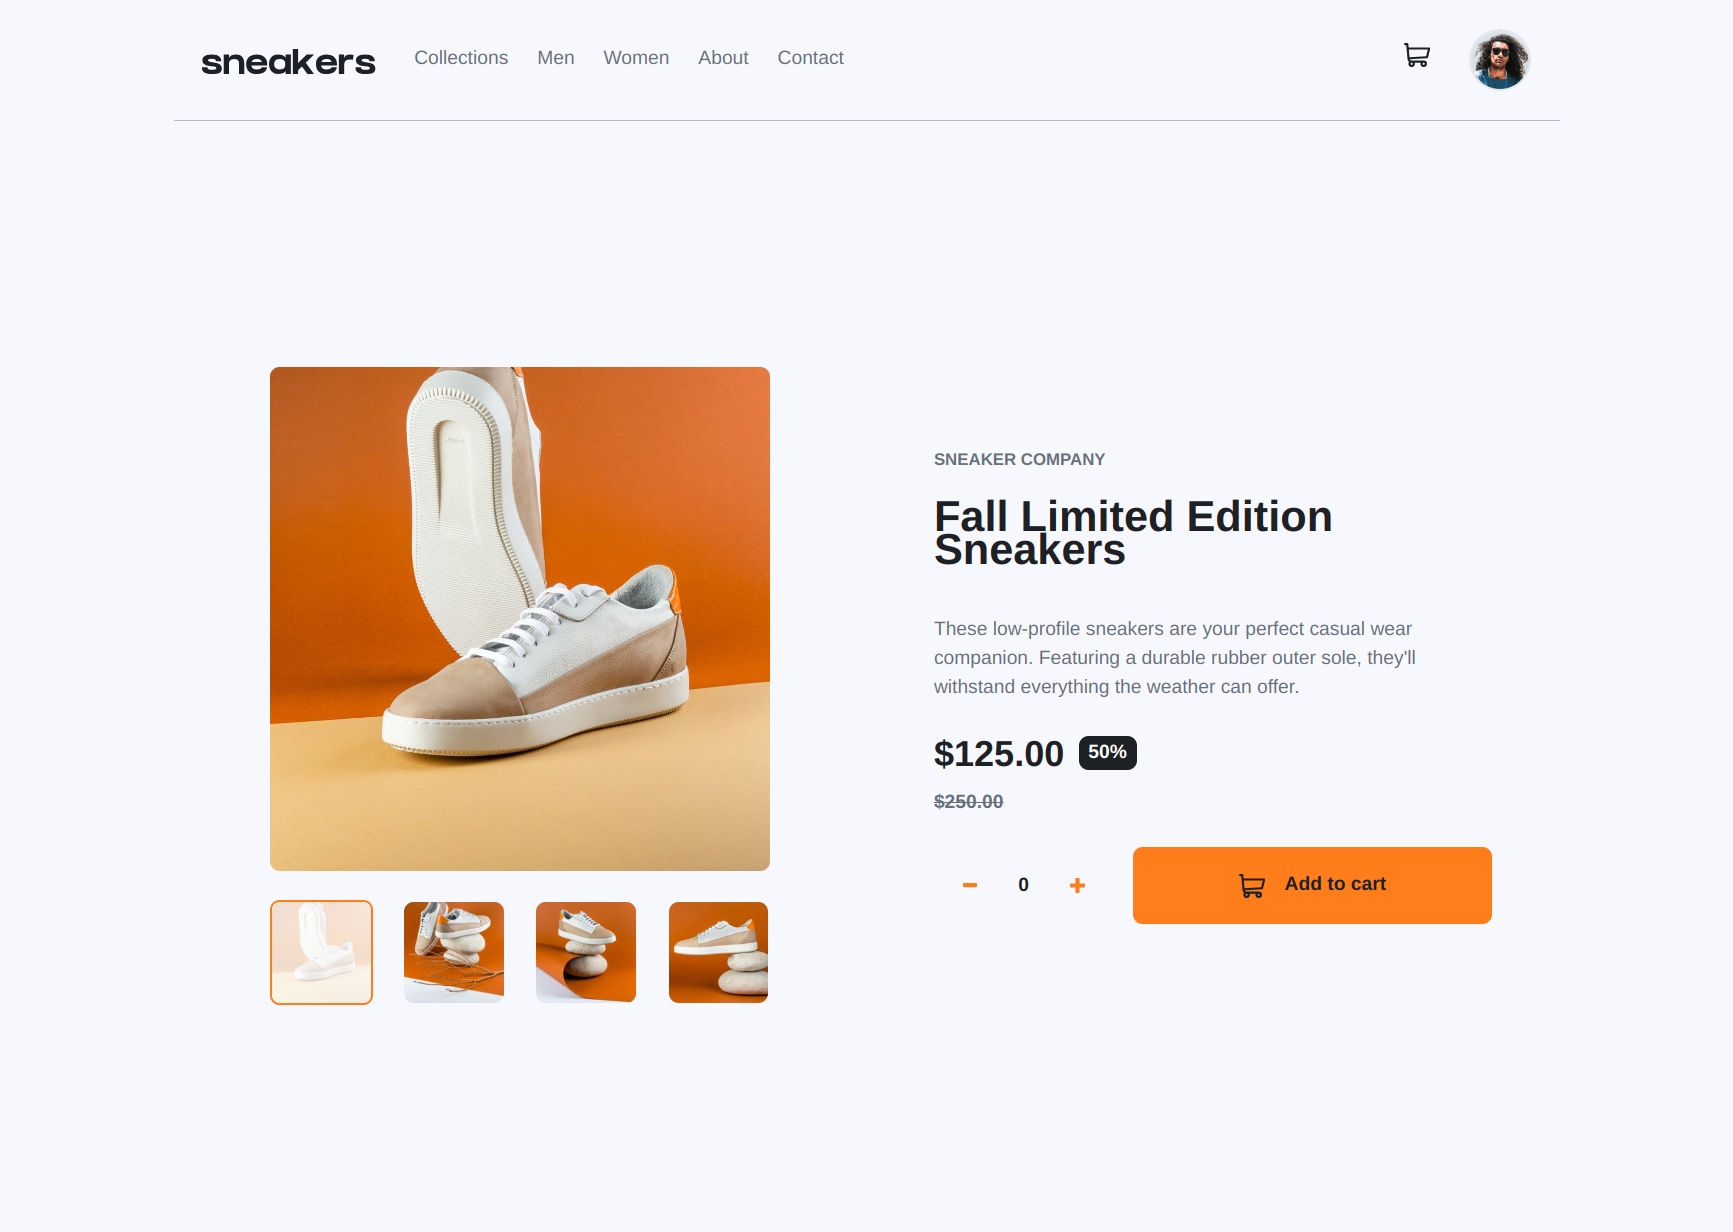 sneakers
Collections Men Women About Contact
SNEAKER COMPANY
Fall Limited Edition
Sneakers
These low-profile sneakers are your perfect casual wear
companion. Featuring a durable rubber outer sole, they'll
withstand everything the weather can offer.
$125.00 50%
$250.00
0
Add to cart